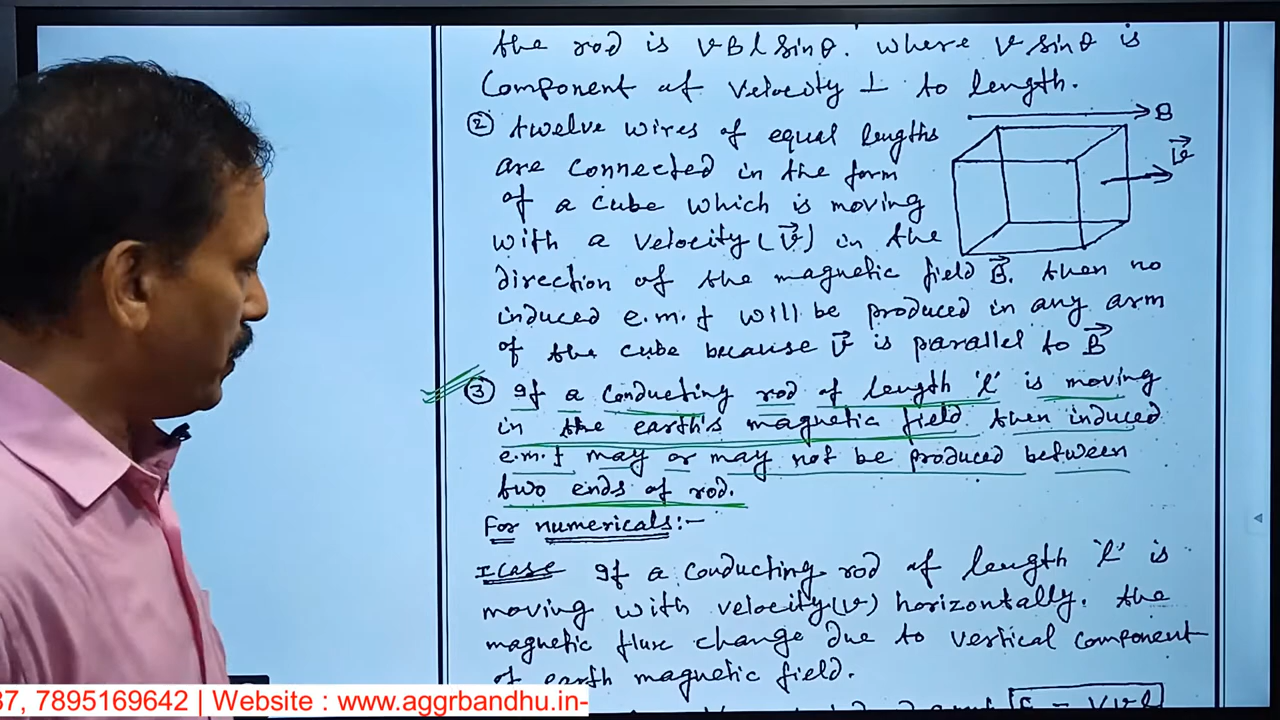 the rod is vBl sinθ. where v sinθ is
Component of velocity ⊥ to length.
② twelve wires of equal lengths
are connected in the form
of a cube which is moving
with a velocity (v⃗) in the
direction of the magnetic field B⃗. then no
induced e.m.f will be produced in any arm
of the cube because v⃗ is parallel to B⃗
B
v⃗
③ If a conducting rod of length 'l' is moving
in the earth's magnetic field then induced
e.m.f may or may not be produced between
two ends of rod.
For numericals:-
I case If a conducting rod of length 'l' is
moving with velocity (v) horizontally. the
magnetic flux change due to vertical component
of earth magnetic field.
37, 7895169642 | Website : www.aggrbandhu.in-